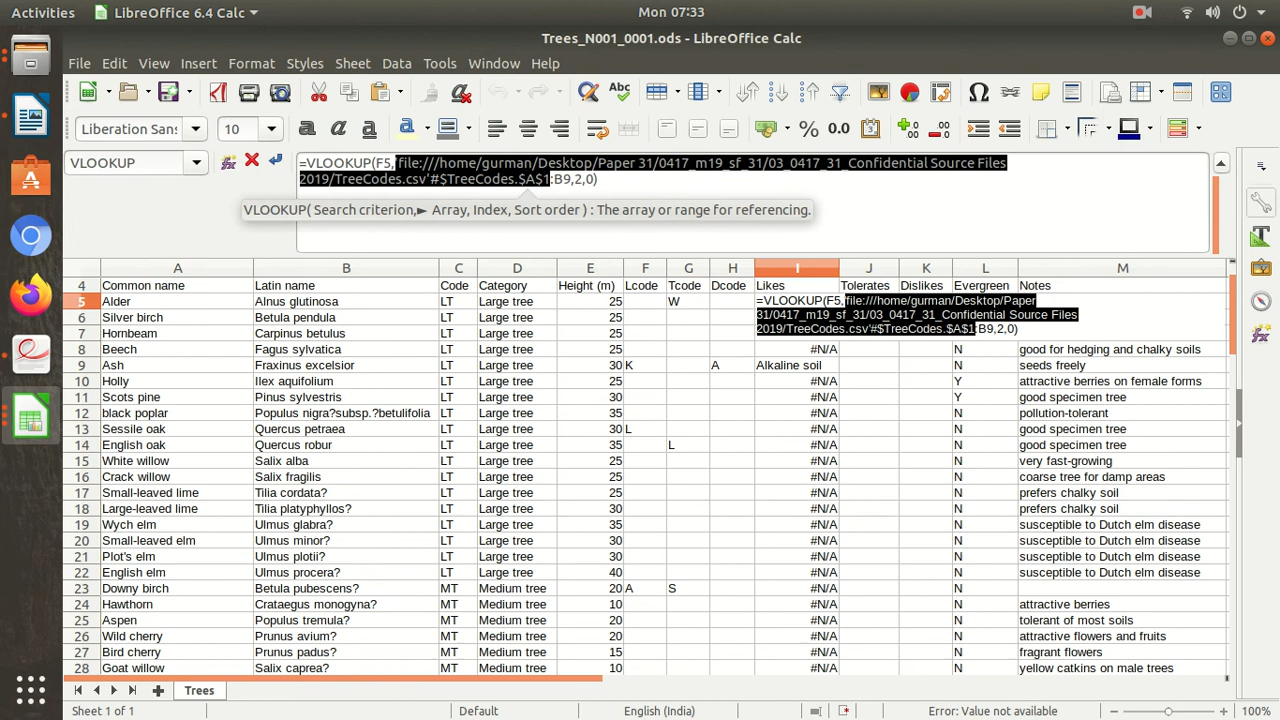 Activities LibreOffice 6.4 Calc Mon 07:33
Trees_N001_0001.ods - LibreOffice Calc
File Edit View Insert Format Styles Sheet Data Tools Window Help
Liberation Sans 10
VLOOKUP =VLOOKUP(F5,'file:///home/gurman/Desktop/Paper 31/0417_m19_sf_31/03_0417_31_Confidential Source Files
2019/TreeCodes.csv'#$TreeCodes.$A$1:B9,2,0)
VLOOKUP( Search criterion,► Array, Index, Sort order ) : The array or range for referencing.
A B C D E F G H I J K L M
4 Common name Latin name Code Category Height (m) Lcode Tcode Dcode Likes Tolerates Dislikes Evergreen Notes
5 Alder Alnus glutinosa LT Large tree 25 W =VLOOKUP(F5,'file:///home/gurman/Desktop/Paper
6 Silver birch Betula pendula LT Large tree 25 31/0417_m19_sf_31/03_0417_31_Confidential Source Files
7 Hornbeam Carpinus betulus LT Large tree 25 2019/TreeCodes.csv'#$TreeCodes.$A$1:B9,2,0)
8 Beech Fagus sylvatica LT Large tree 25 #N/A N good for hedging and chalky soils
9 Ash Fraxinus excelsior LT Large tree 30 K A Alkaline soil N seeds freely
10 Holly Ilex aquifolium LT Large tree 25 #N/A Y attractive berries on female forms
11 Scots pine Pinus sylvestris LT Large tree 30 #N/A Y good specimen tree
12 black poplar Populus nigra?subsp.?betulifolia LT Large tree 35 #N/A N pollution-tolerant
13 Sessile oak Quercus petraea LT Large tree 30 L #N/A N good specimen tree
14 English oak Quercus robur LT Large tree 35 L #N/A N good specimen tree
15 White willow Salix alba LT Large tree 25 #N/A N very fast-growing
16 Crack willow Salix fragilis LT Large tree 25 #N/A N coarse tree for damp areas
17 Small-leaved lime Tilia cordata? LT Large tree 25 #N/A N prefers chalky soil
18 Large-leaved lime Tilia platyphyllos? LT Large tree 30 #N/A N prefers chalky soil
19 Wych elm Ulmus glabra? LT Large tree 35 #N/A N susceptible to Dutch elm disease
20 Small-leaved elm Ulmus minor? LT Large tree 30 #N/A N susceptible to Dutch elm disease
21 Plot's elm Ulmus plotii? LT Large tree 30 #N/A N susceptible to Dutch elm disease
22 English elm Ulmus procera? LT Large tree 40 #N/A N susceptible to Dutch elm disease
23 Downy birch Betula pubescens? MT Medium tree 20 A S #N/A N
24 Hawthorn Crataegus monogyna? MT Medium tree 10 #N/A N attractive berries
25 Aspen Populus tremula? MT Medium tree 20 #N/A N tolerant of most soils
26 Wild cherry Prunus avium? MT Medium tree 20 #N/A N attractive flowers and fruits
27 Bird cherry Prunus padus? MT Medium tree 15 #N/A N fragrant flowers
28 Goat willow Salix caprea? MT Medium tree 10 #N/A N yellow catkins on male trees
Trees
Sheet 1 of 1 Default English (India) Error: Value not available 100%